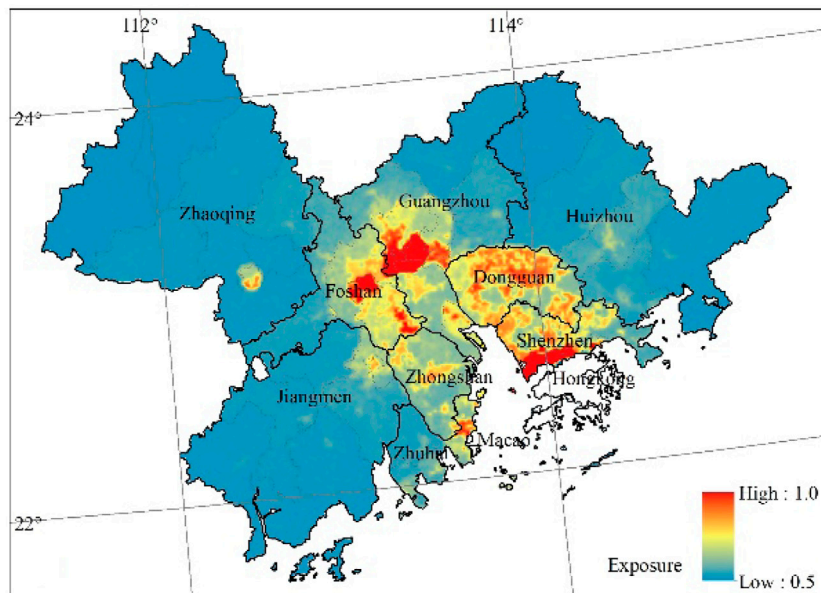 112° 114°
24°
Guangzhou
Zhaoqing Huizhou
Dongguan
Foshan
Shenzhen
Zhongshan Hongkong
Jiangmen
Zhuhai Macao
High : 1.0
22°
Exposure
Low : 0.5